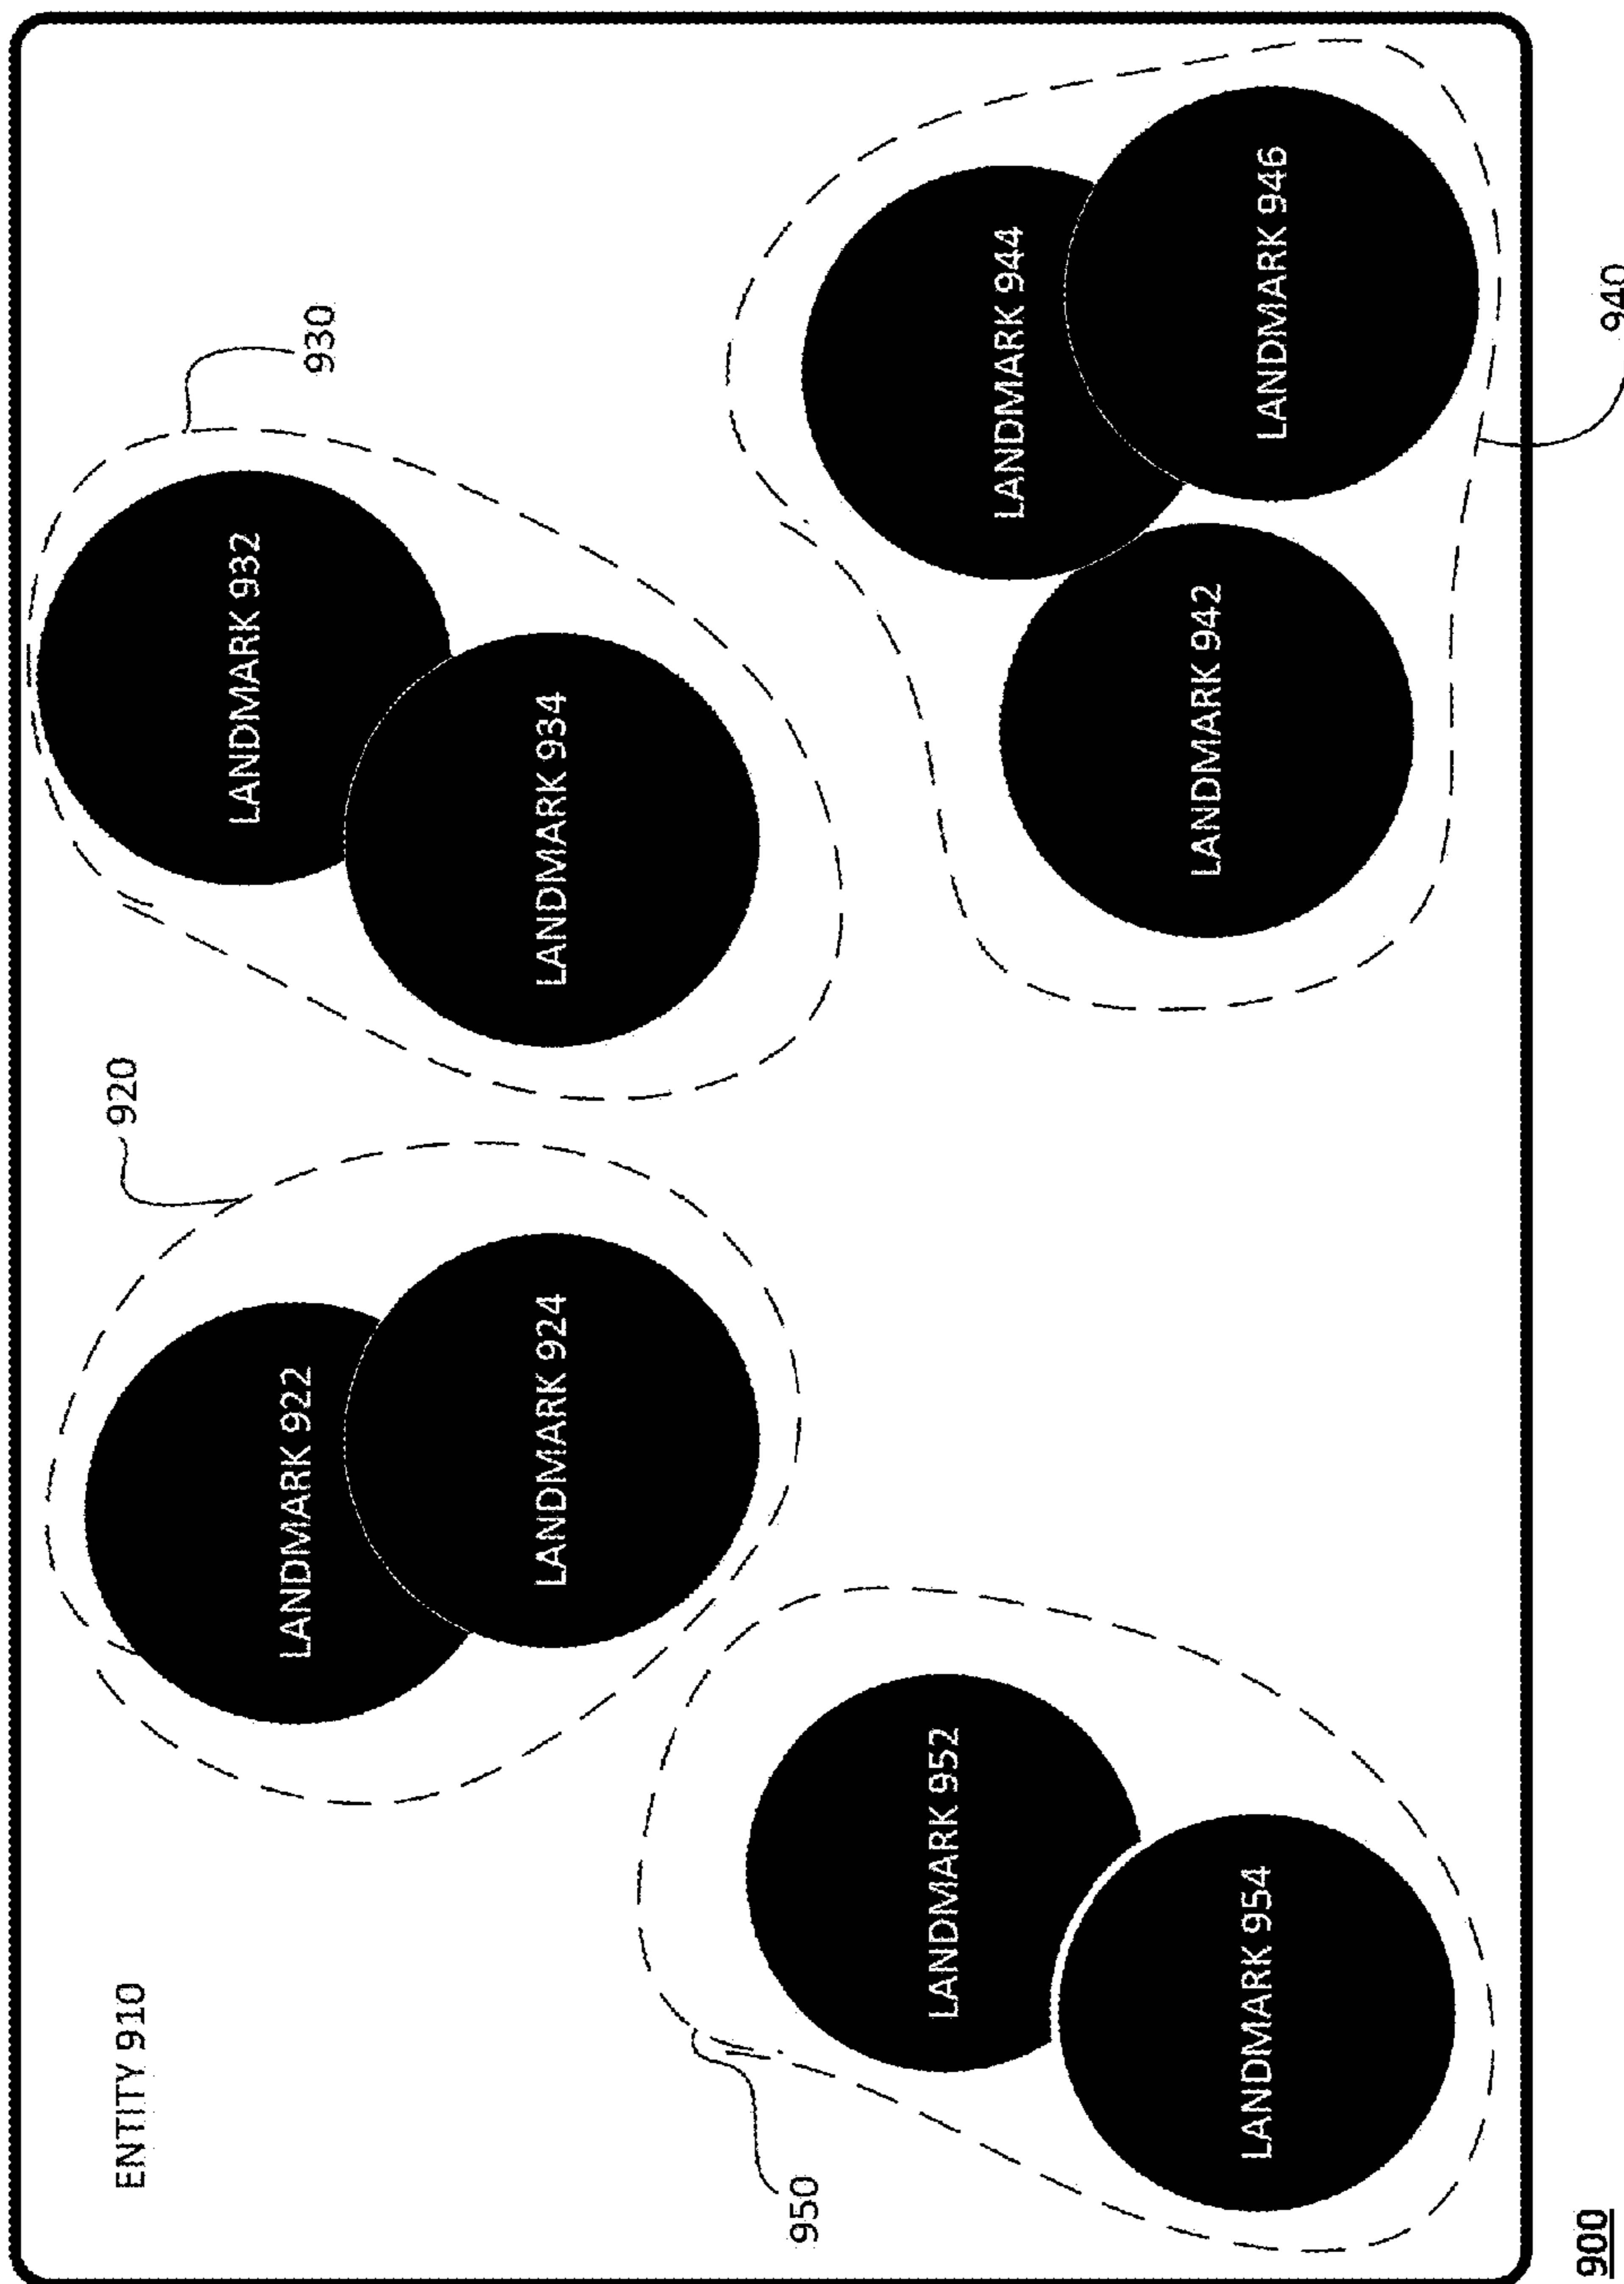 ENTITY 910
920
930
LANDMARK 922
LANDMARK 932
LANDMARK 924
LANDMARK 934
950
LANDMARK 952
LANDMARK 944
LANDMARK 942
LANDMARK 954
LANDMARK 946
940
900